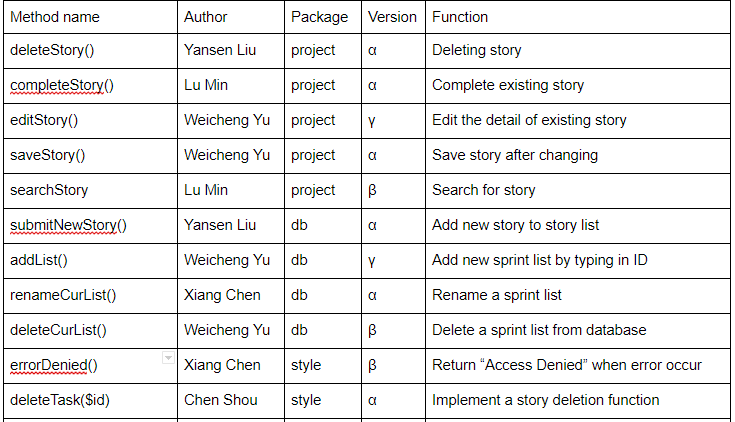 Method name Author Package Version Function
deleteStory() Yansen Liu project α Deleting story
completeStory() Lu Min project α Complete existing story
editStory() Weicheng Yu project γ Edit the detail of existing story
saveStory() Weicheng Yu project α Save story after changing
searchStory Lu Min project β Search for story
submitNewStory() Yansen Liu db α Add new story to story list
addList() Weicheng Yu db γ Add new sprint list by typing in ID
renameCurList() Xiang Chen db α Rename a sprint list
deleteCurList() Weicheng Yu db β Delete a sprint list from database
errorDenied() Xiang Chen style β Return “Access Denied” when error occur
deleteTask($id) Chen Shou style α Implement a story deletion function